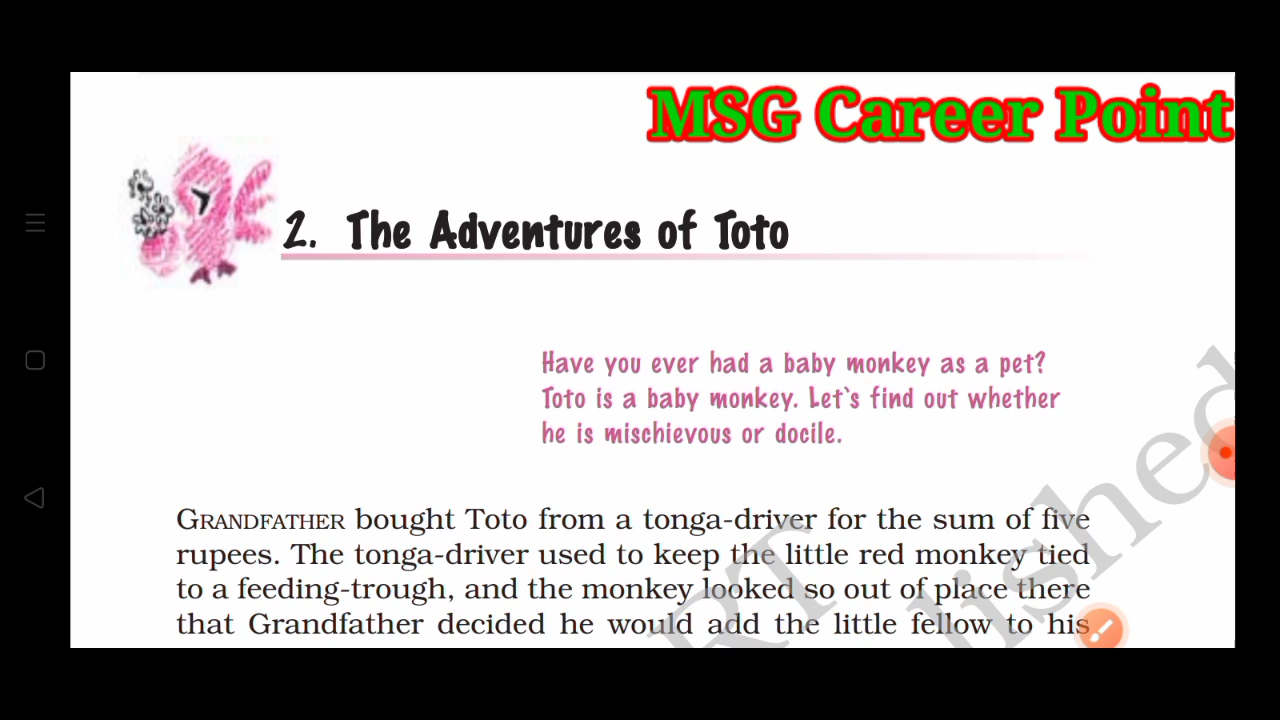 MSG Career Point
2. The Adventures of Toto
Have you ever had a baby monkey as a pet?
Toto is a baby monkey. Let`s find out whether
he is mischievous or docile.
GRANDFATHER bought Toto from a tonga-driver for the sum of five
rupees. The tonga-driver used to keep the little red monkey tied
to a feeding-trough, and the monkey looked so out of place there
that Grandfather decided he would add the little fellow to his